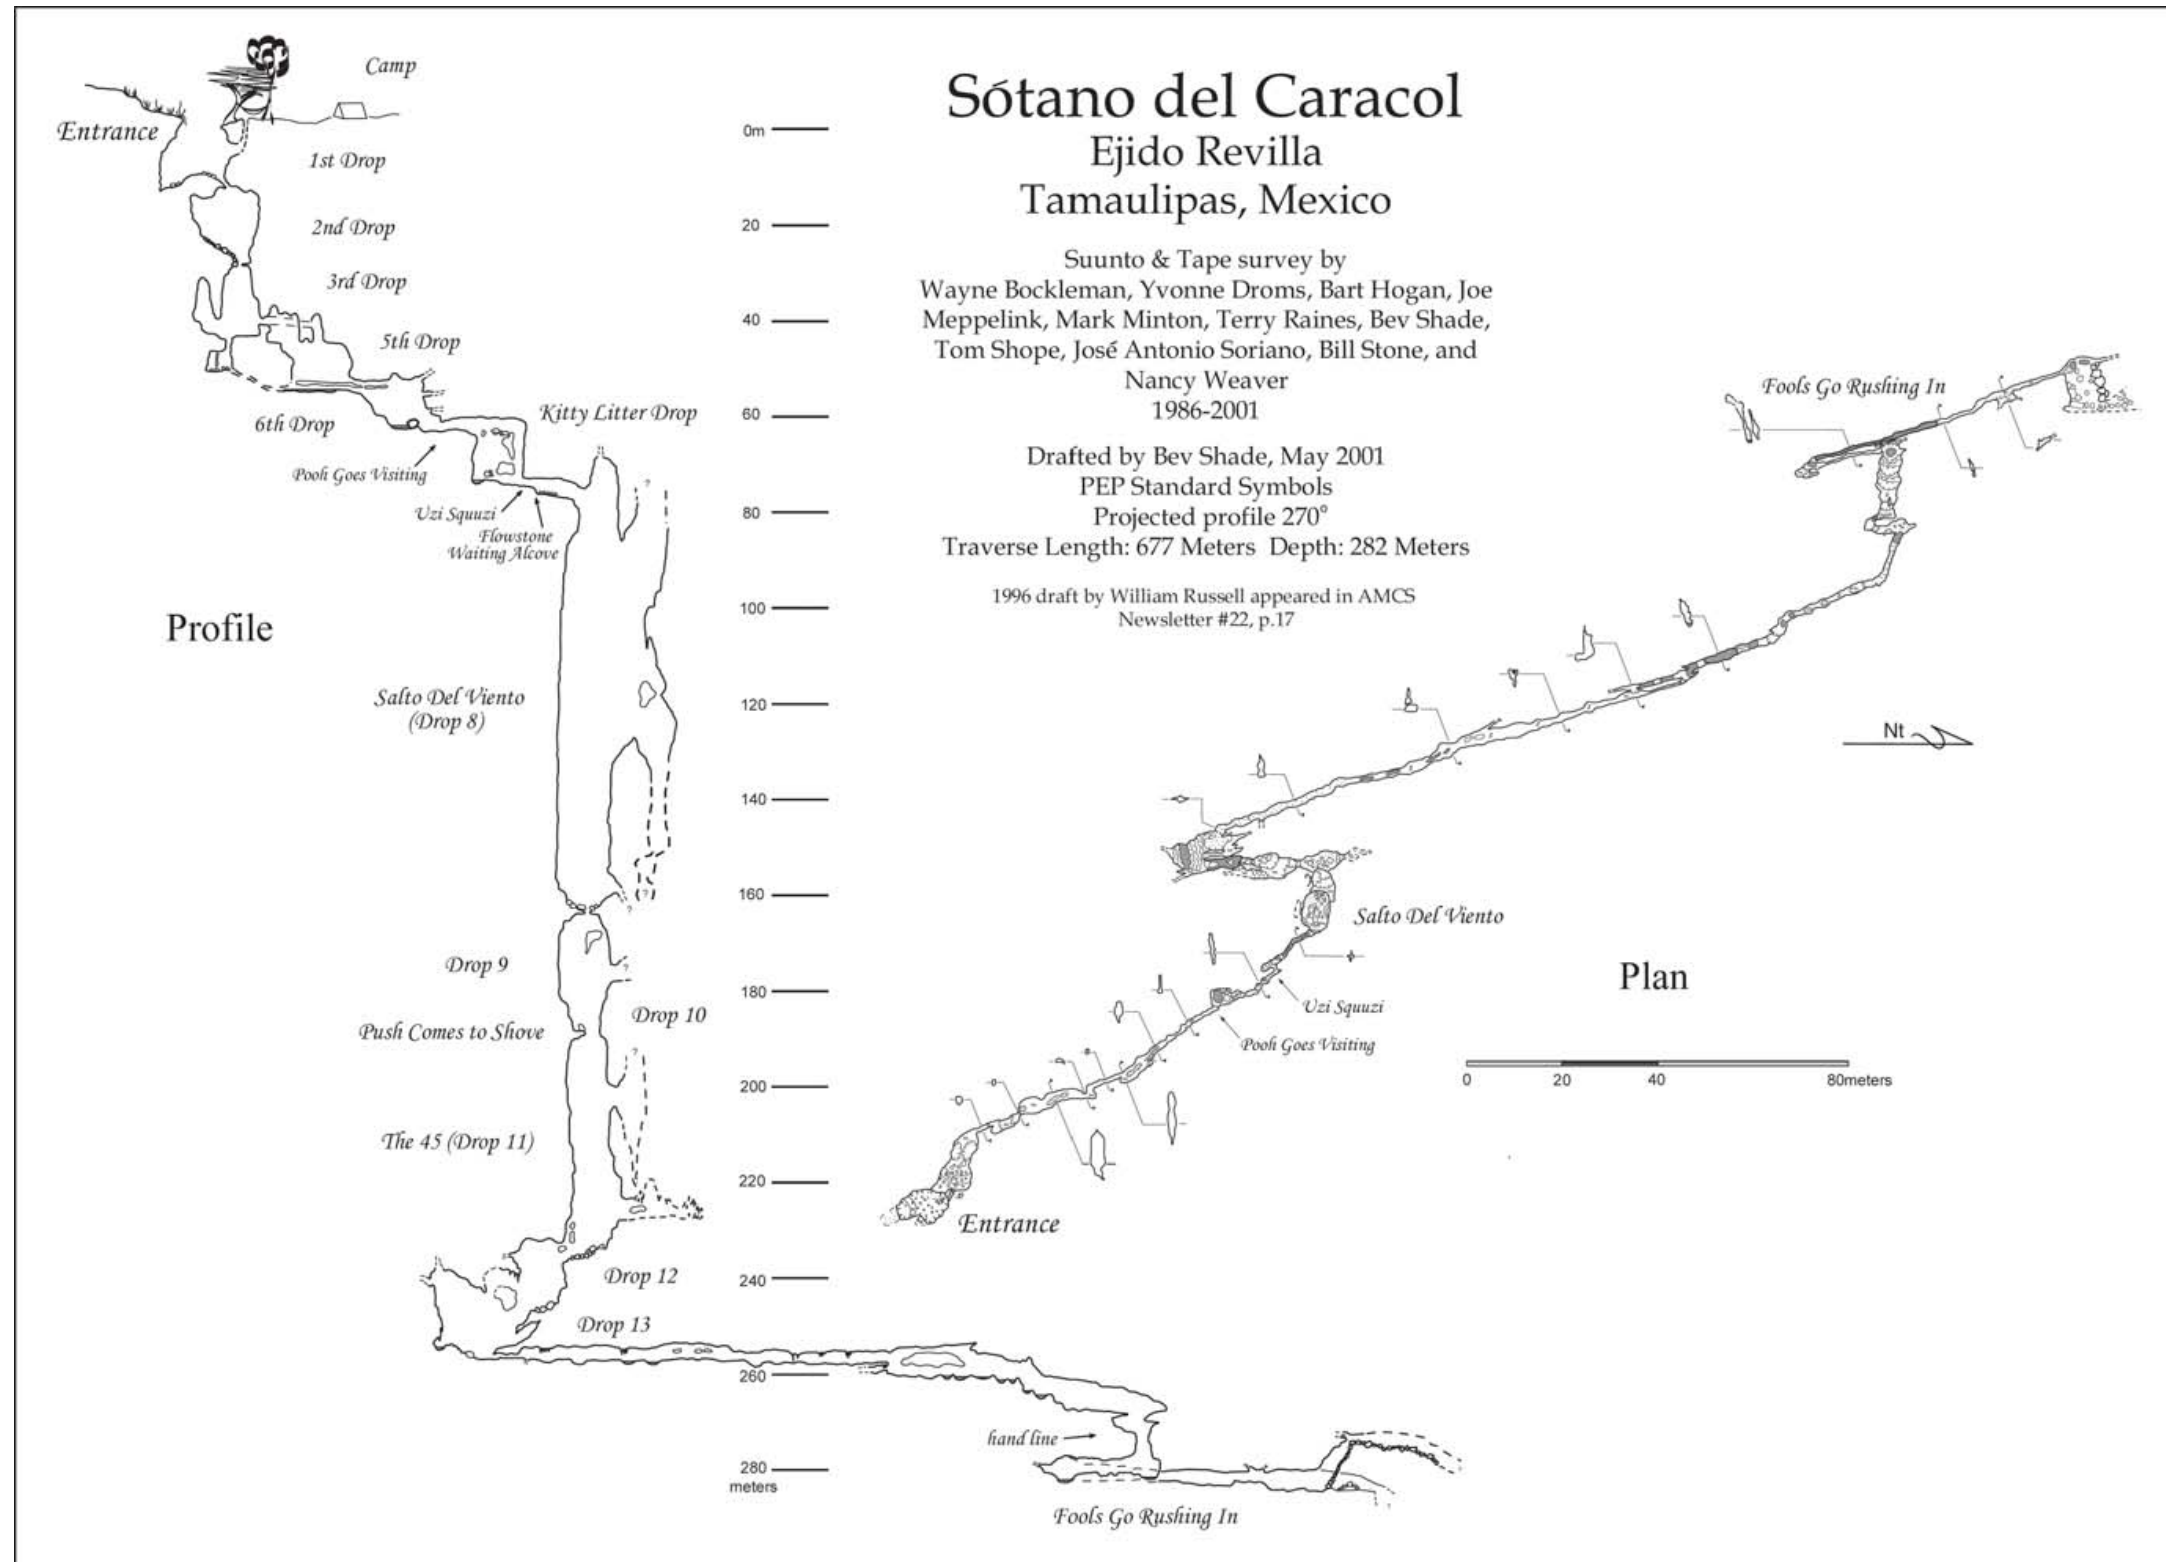 Sótano del Caracol
Ejido Revilla
Tamaulipas, Mexico
Suunto & Tape survey by
Wayne Bockleman, Yvonne Droms, Bart Hogan, Joe
Meppelink, Mark Minton, Terry Raines, Bev Shade,
Tom Shope, José Antonio Soriano, Bill Stone, and
Nancy Weaver
1986-2001
Drafted by Bev Shade, May 2001
PEP Standard Symbols
Projected profile 270°
Traverse Length: 677 Meters Depth: 282 Meters
1996 draft by William Russell appeared in AMCS
Newsletter #22, p.17
Camp
Entrance
1st Drop
2nd Drop
3rd Drop
5th Drop
6th Drop
Kitty Litter Drop
Pooh Goes Visiting
Uzi Squuzi
Flowstone
Waiting Alcove
?
Profile
Salto Del Viento
(Drop 8)
?
?
Drop 9
?
Push Comes to Shove
Drop 10
?
The 45 (Drop 11)
Drop 12
Drop 13
hand line
Fools Go Rushing In
?
0m
20
40
60
80
100
120
140
160
180
200
220
240
260
280
meters
Fools Go Rushing In
Nt
Salto Del Viento
Plan
Uzi Squuzi
Pooh Goes Visiting
Entrance
0
20
40
80meters